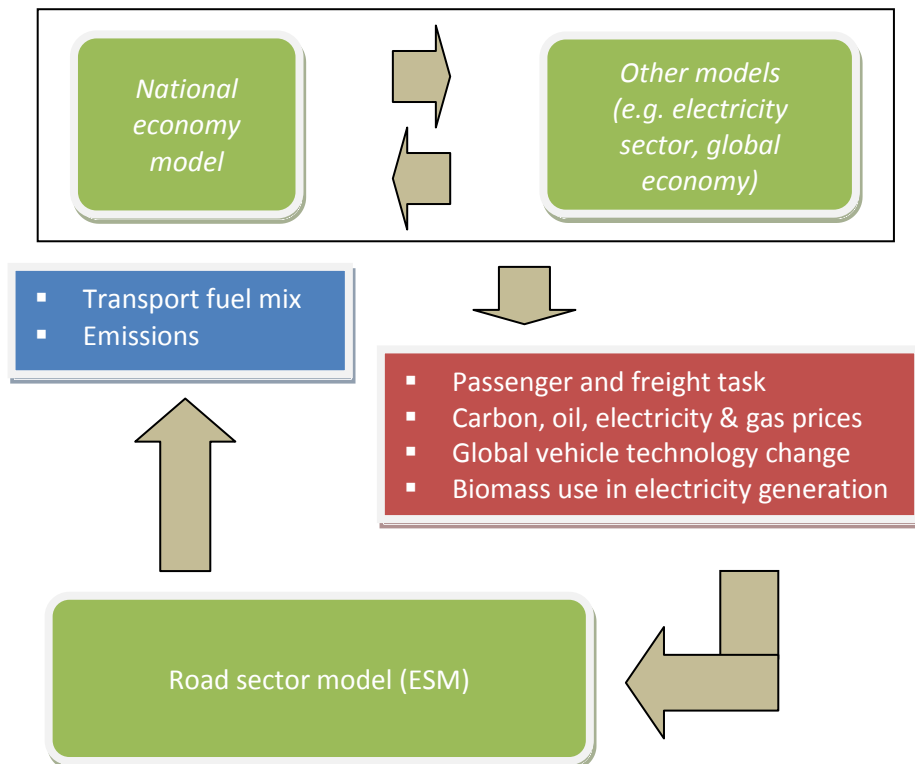 National
economy
model
Other models
(e.g. electricity
sector, global
economy)
▪ Transport fuel mix
▪ Emissions
▪ Passenger and freight task
▪ Carbon, oil, electricity & gas prices
▪ Global vehicle technology change
▪ Biomass use in electricity generation
Road sector model (ESM)